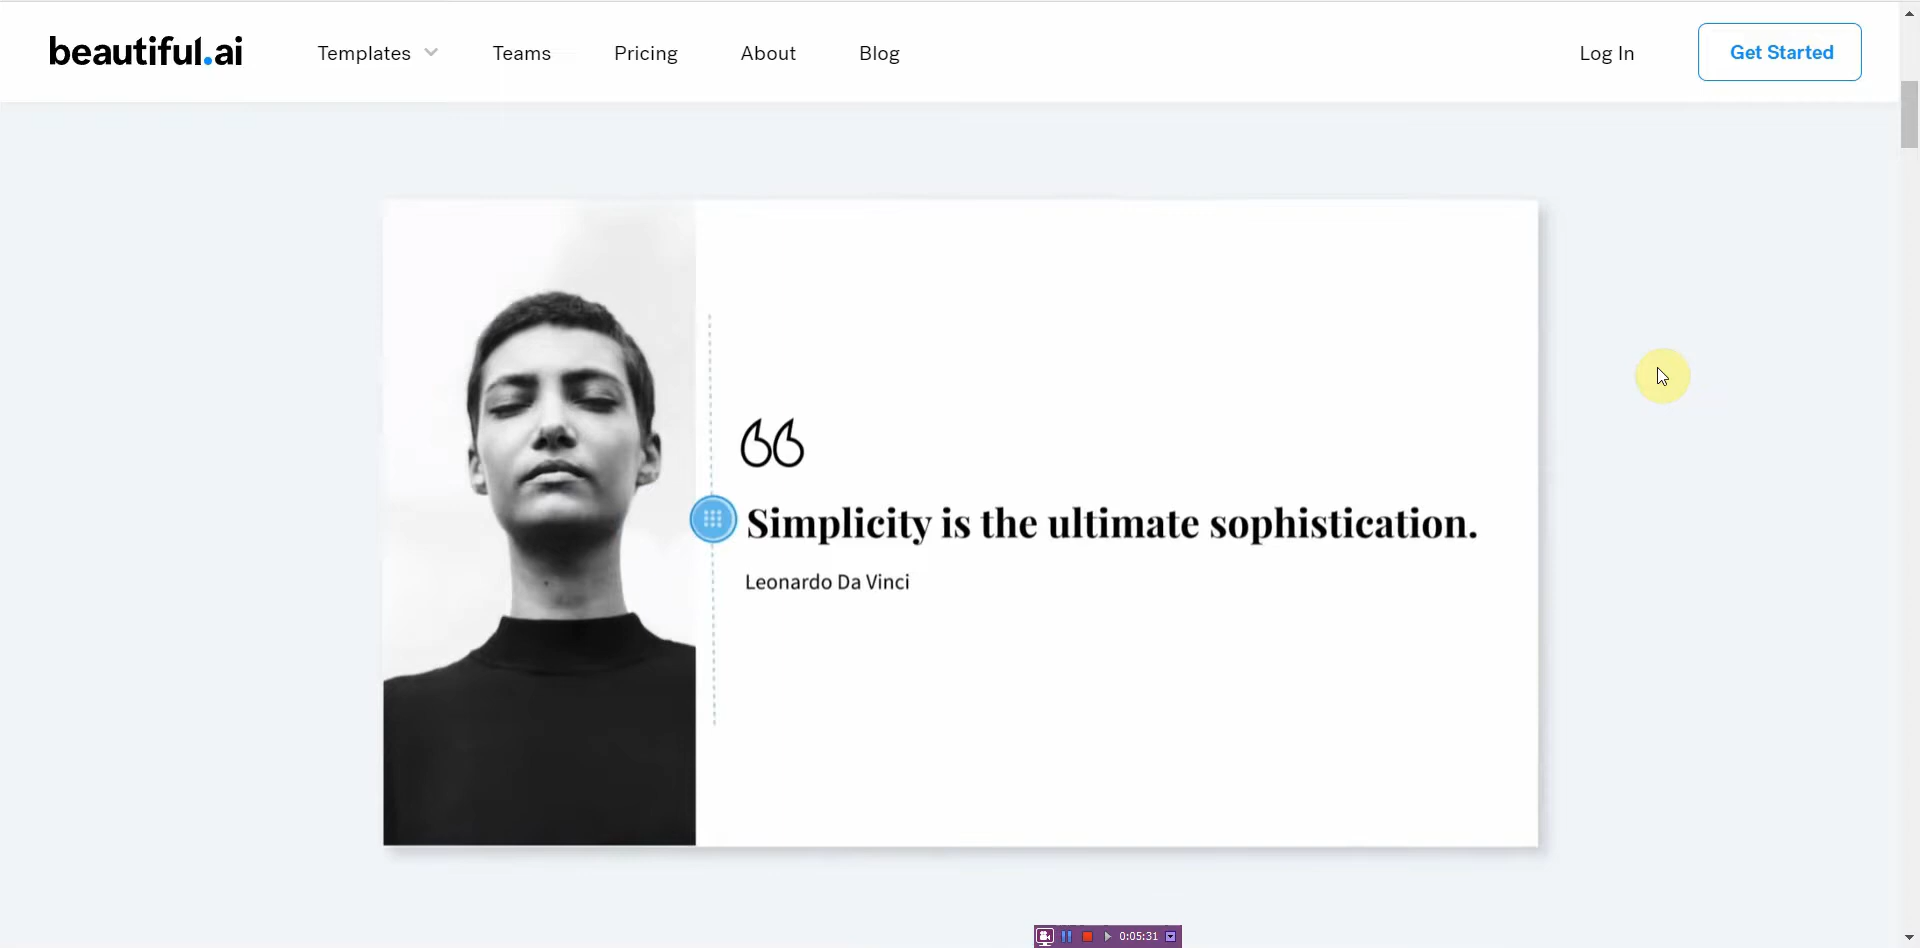 beautiful.ai Templates Teams Pricing About Blog Log In Get Started
Simplicity is the ultimate sophistication.
Leonardo Da Vinci
0:05:31